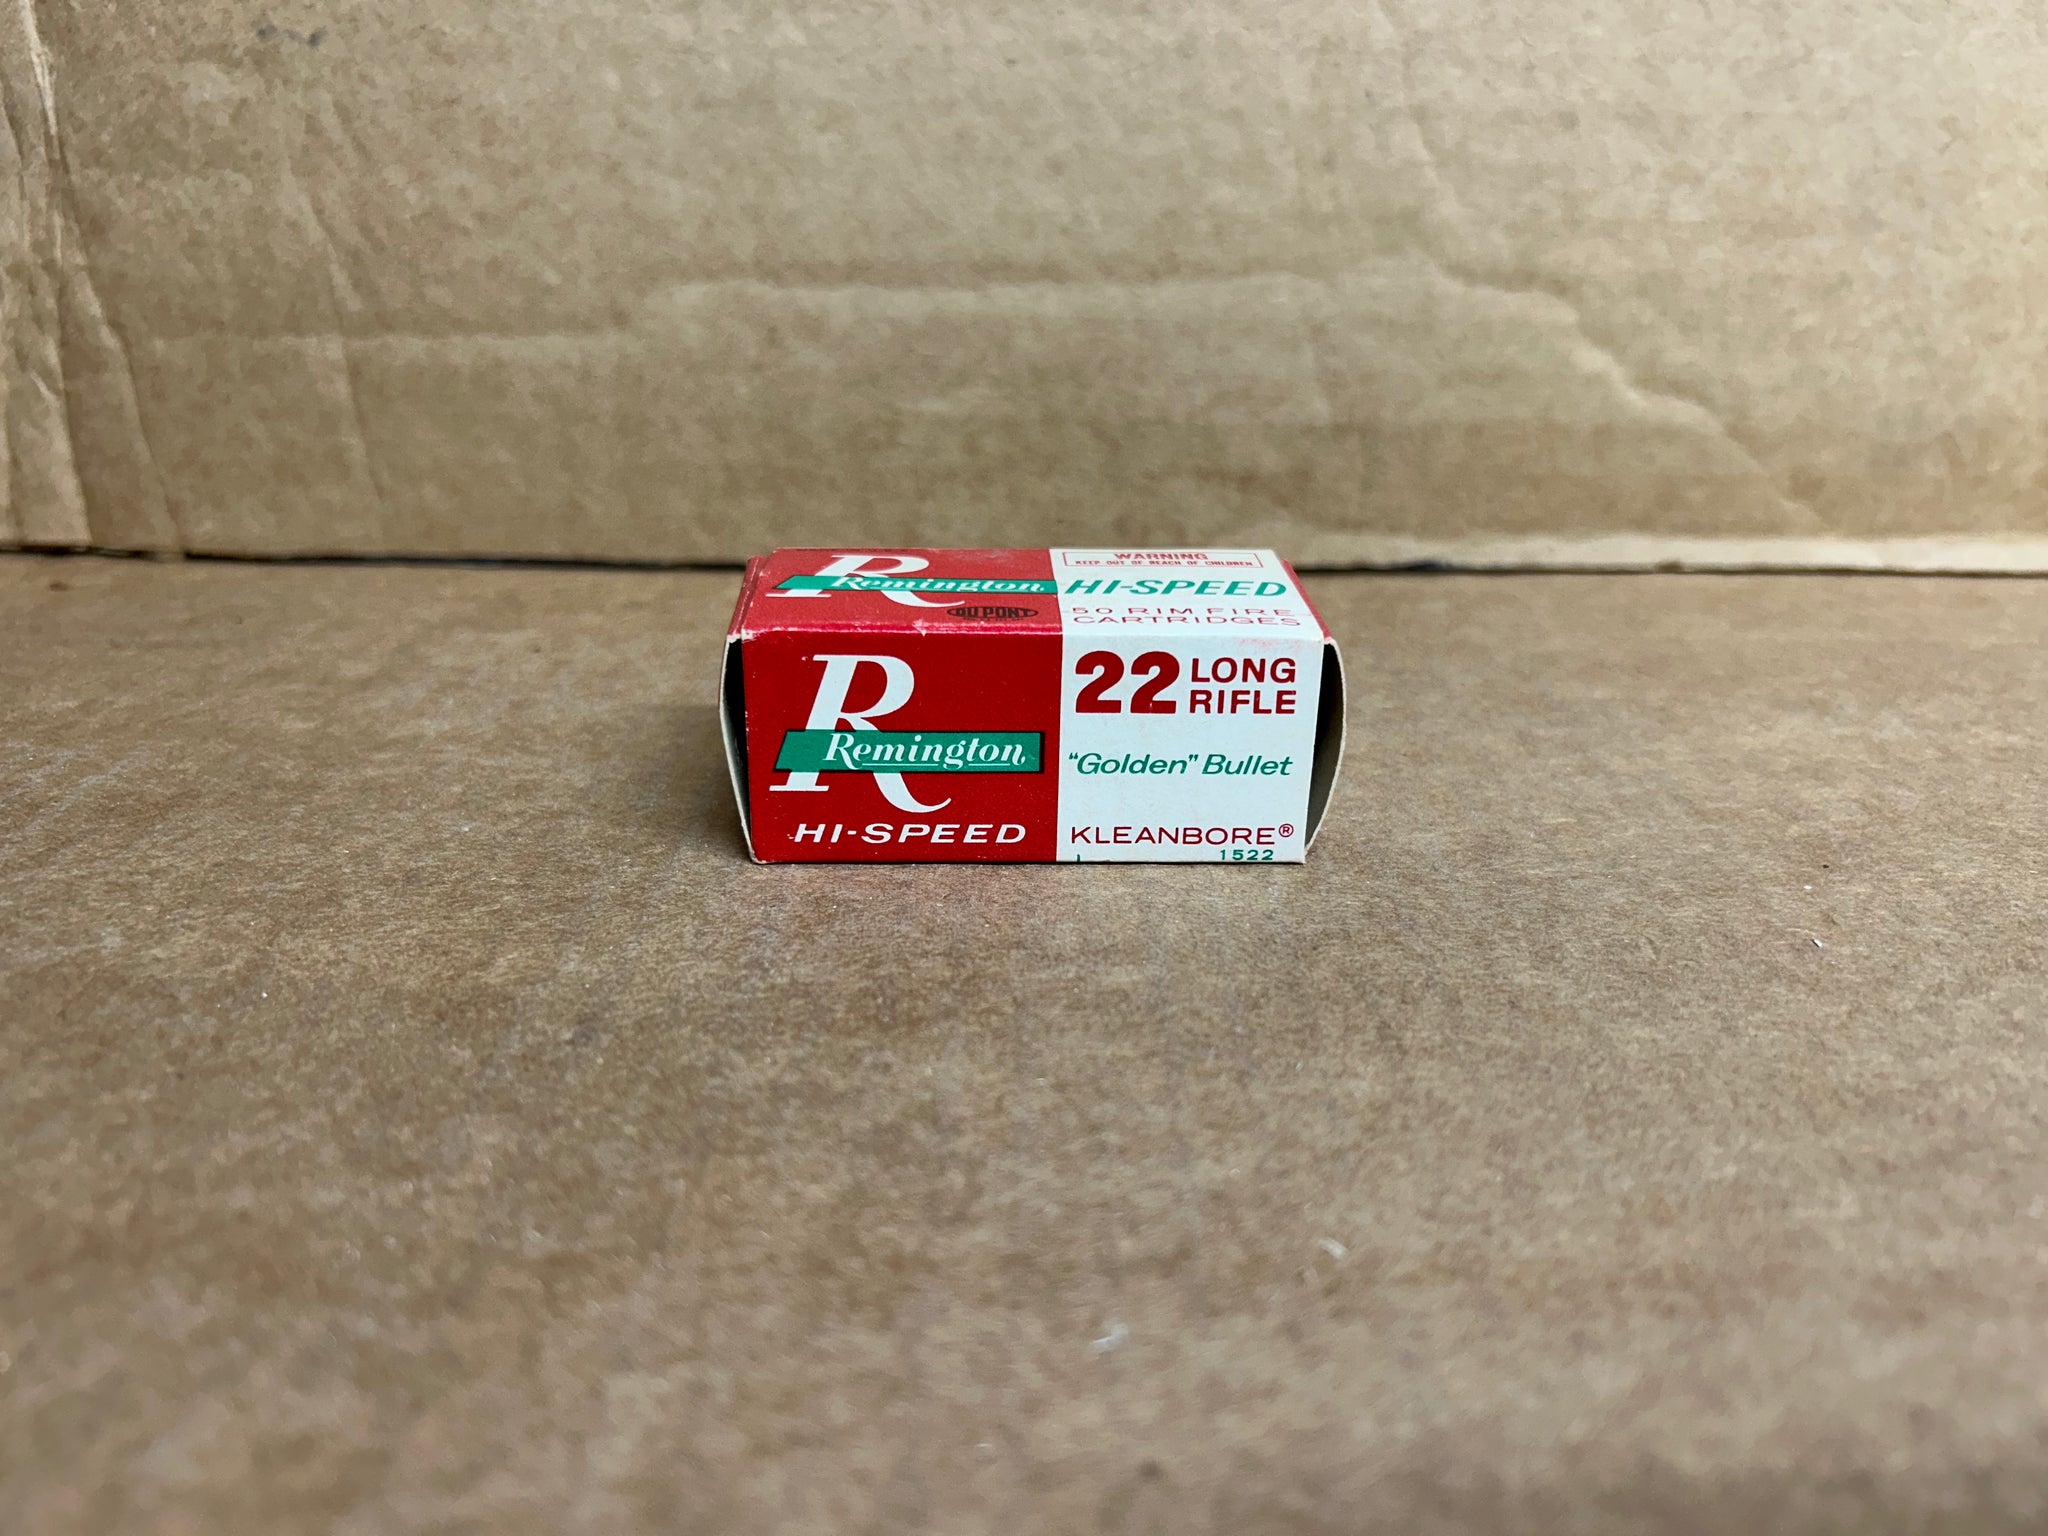 R
Remington
DU PONT
WARNING
KEEP OUT OF REACH OF CHILDREN
HI-SPEED
50 RIM FIRE
CARTRIDGES
R
Remington
HI-SPEED
22 LONG
RIFLE
"Golden" Bullet
KLEANBORE®
1522